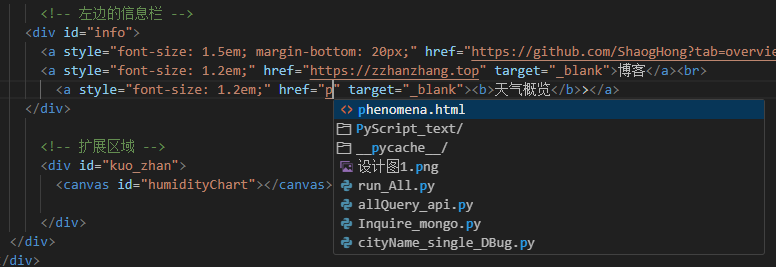 <!-- 左边的信息栏 -->
<div id="info">
<a style="font-size: 1.5em; margin-bottom: 20px;" href="https://github.com/ShaogHong?tab=overvie
<a style="font-size: 1.2em;" href="https://zzhanzhang.top" target="_blank">博客</a><br>
<a style="font-size: 1.2em;" href="p" target="_blank"><b>天气概览</b>></a>
</div>
phenomena.html
PyScript_text/
<!-- 扩展区域 -->
__pycache__/
<div id="kuo_zhan">
设计图1.png
<canvas id="humidityChart"></canvas>
run_All.py
allQuery_api.py
</div>
Inquire_mongo.py
</div>
cityName_single_DBug.py
</div>